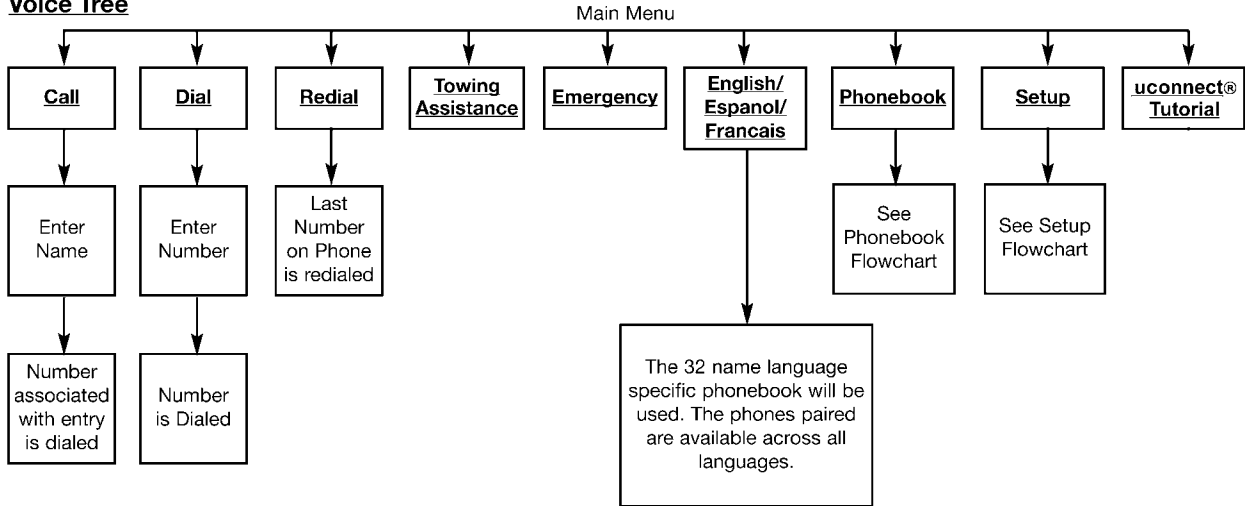 Voice Tree
Main Menu
Call
Dial
Redial
Towing
Assistance
Emergency
English/
Espanol/
Francais
Phonebook
Setup
uconnect®
Tutorial
Enter
Name
Enter
Number
Last
Number
on Phone
is redialed
See
Phonebook
Flowchart
See Setup
Flowchart
Number
associated
with entry
is dialed
Number
is Dialed
The 32 name language
specific phonebook will be
used. The phones paired
are available across all
languages.